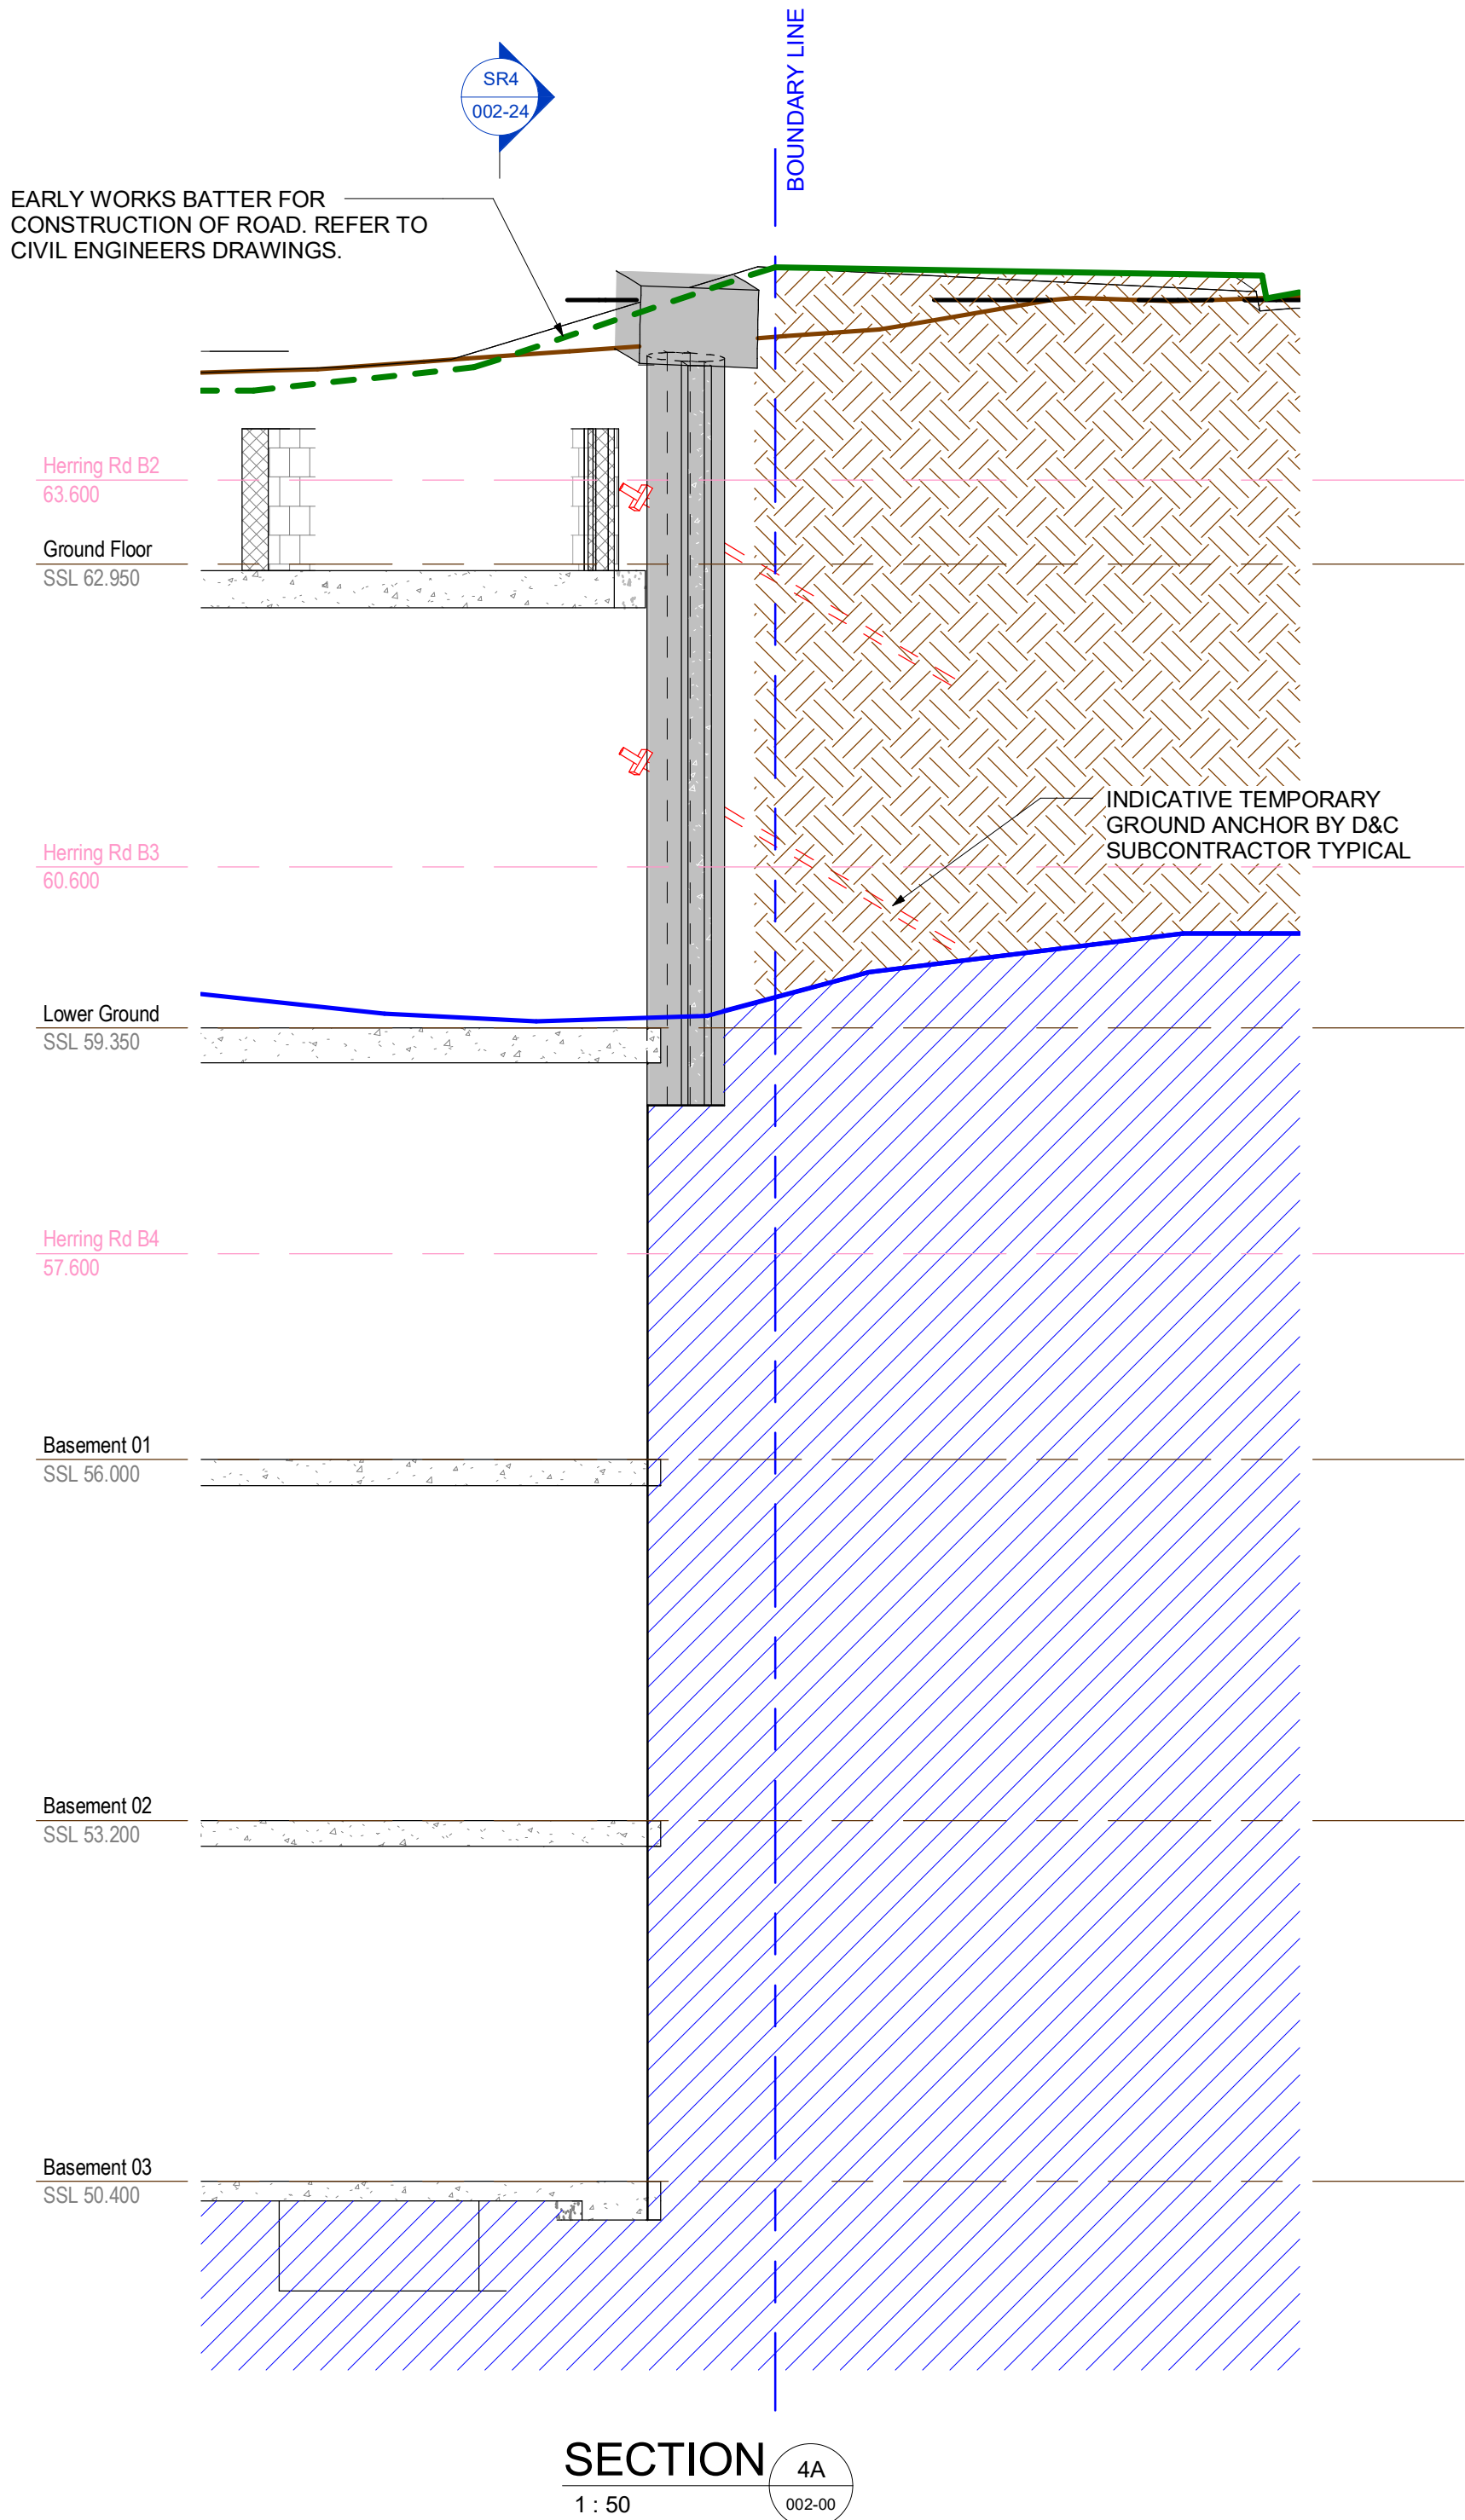 BOUNDARY LINE
SR4
002-24
EARLY WORKS BATTER FOR
CONSTRUCTION OF ROAD. REFER TO
CIVIL ENGINEERS DRAWINGS.
Herring Rd B2
63.600
Ground Floor
SSL 62.950
INDICATIVE TEMPORARY
GROUND ANCHOR BY D&C
SUBCONTRACTOR TYPICAL
Herring Rd B3
60.600
Lower Ground
SSL 59.350
Herring Rd B4
57.600
Basement 01
SSL 56.000
Basement 02
SSL 53.200
Basement 03
SSL 50.400
SECTION
4A
1 : 50
002-00